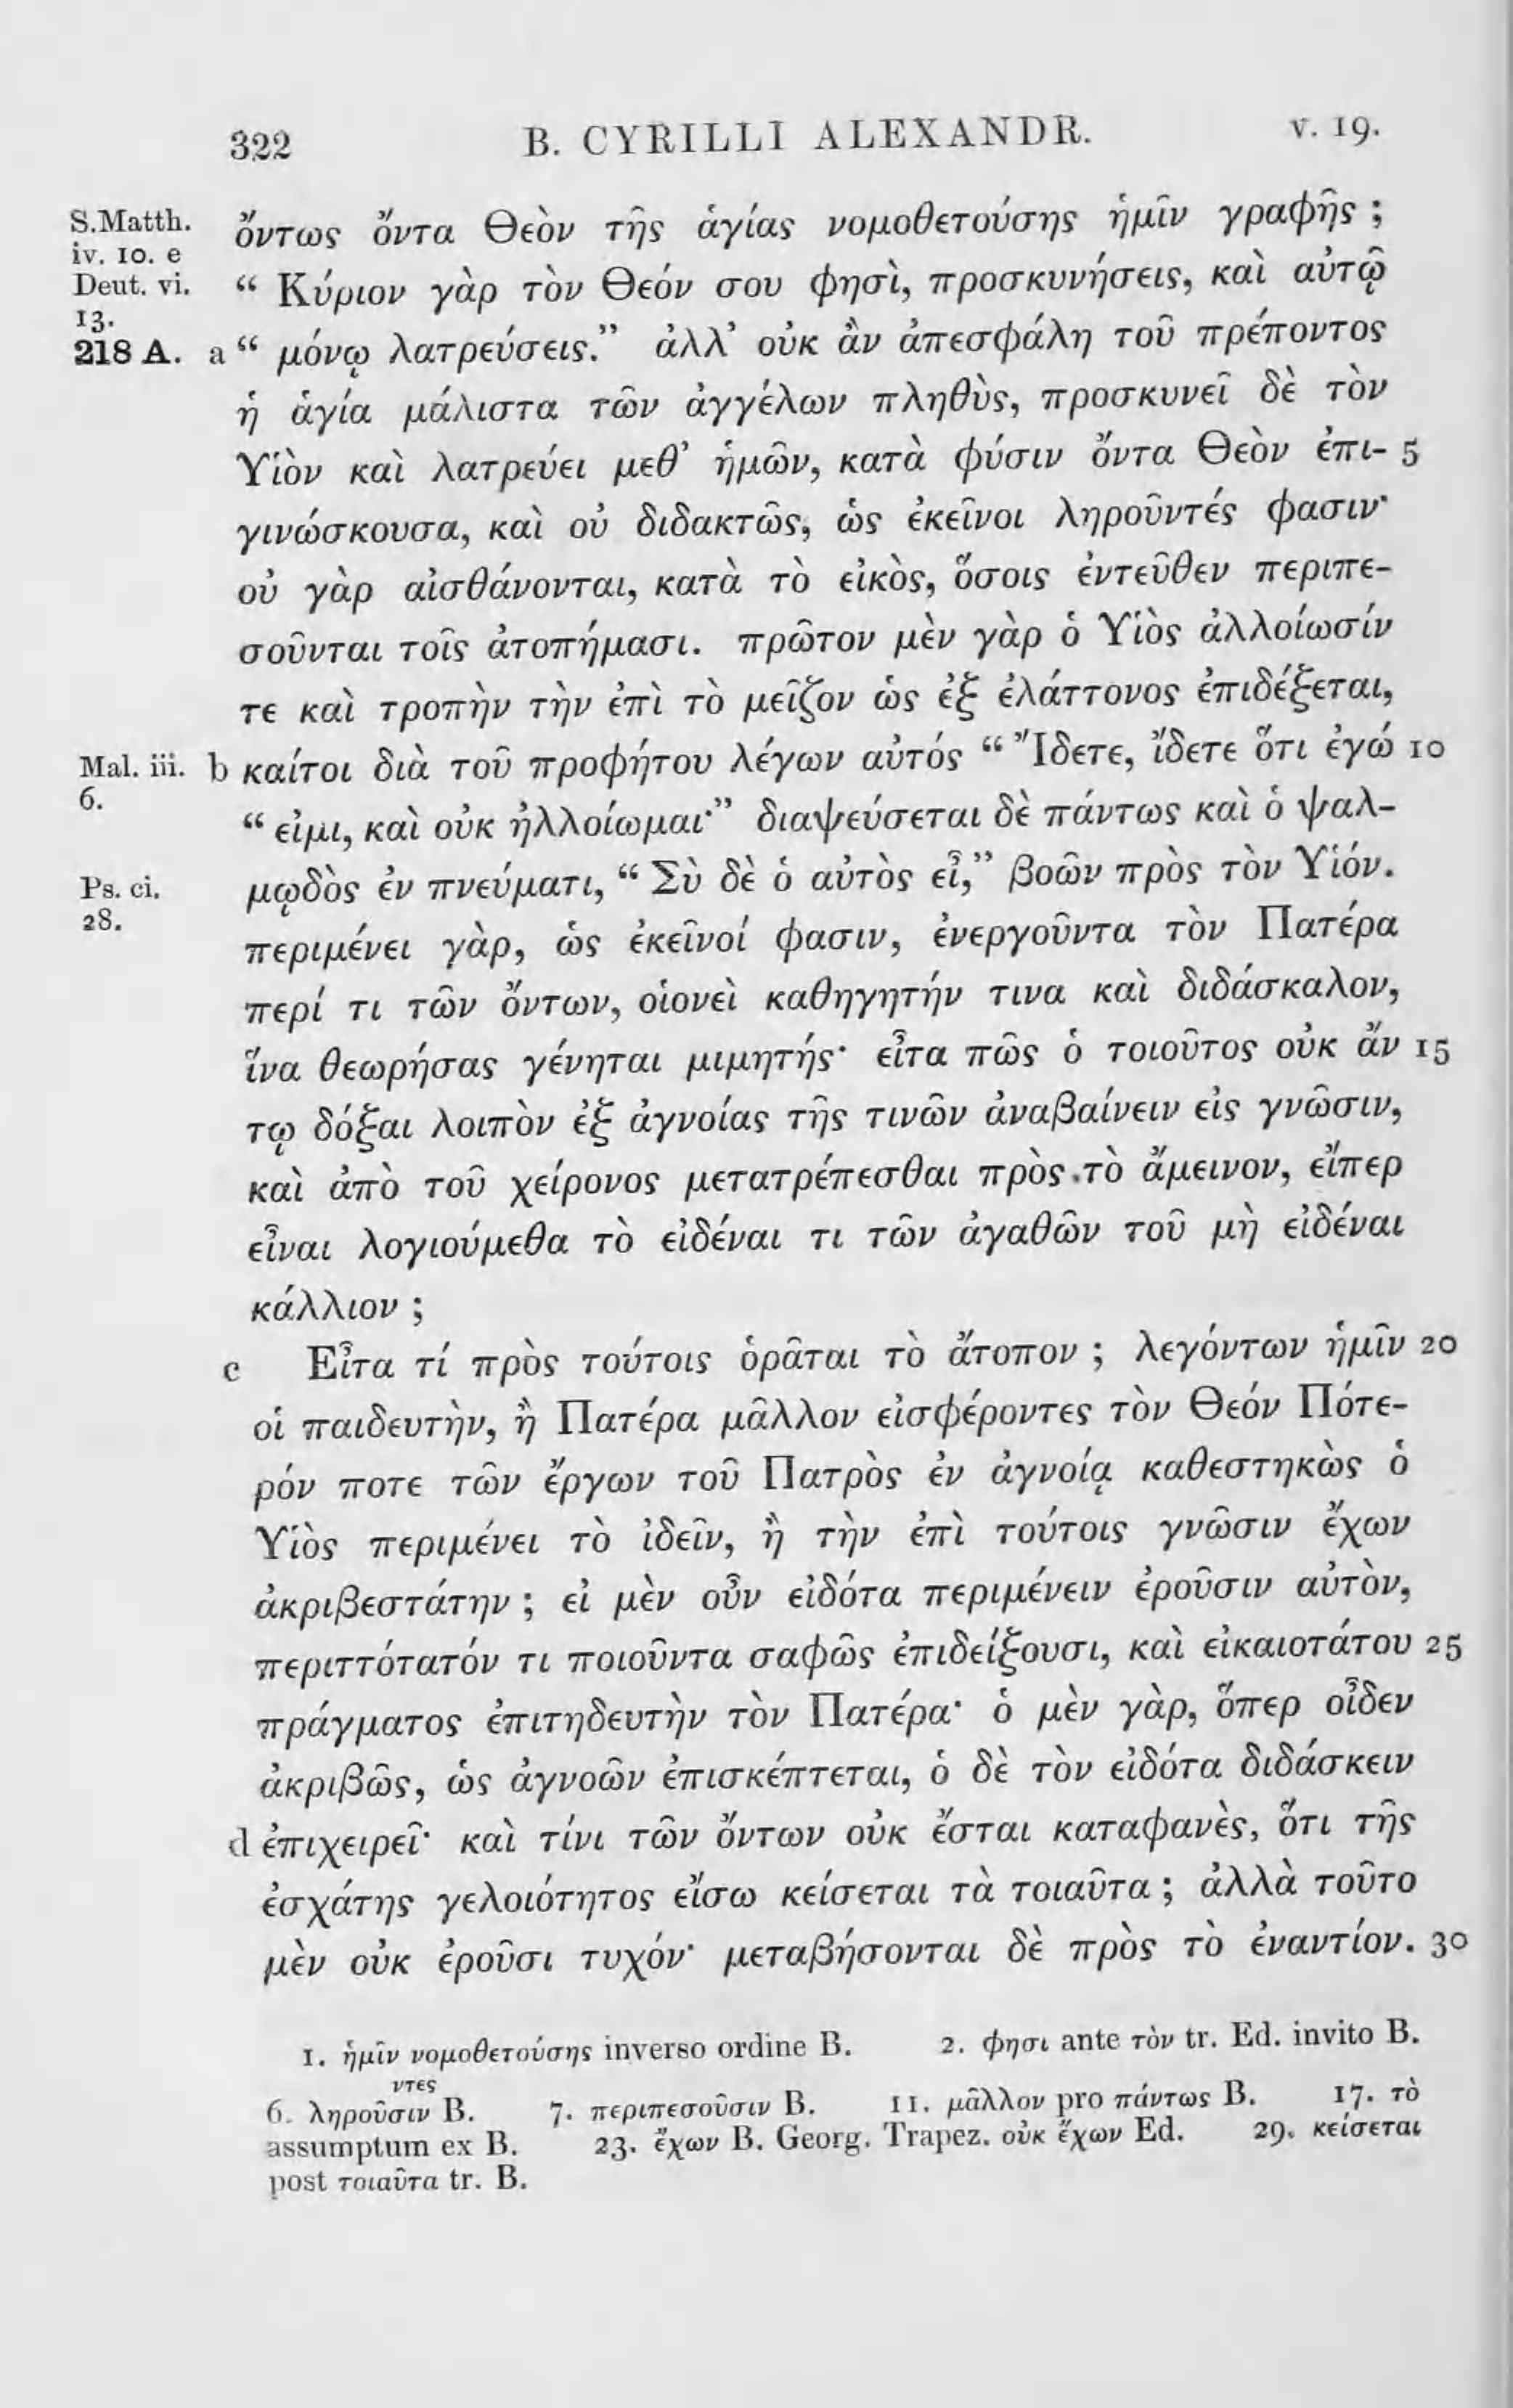 322 B. CYRILLI ALEXANDR. v. 19.
S.Matth. ὄντως ὄντα Θεὸν τῆς ἁγίας νομοθετούσης ἡμῖν γραφῆς ;
iv. 10. e
Deut. vi. “ Κύριον γὰρ τὸν Θεόν σου φησὶ, προσκυνήσεις, καὶ αὐτῷ
13.
218 A. a “ μόνῳ λατρεύσεις.” ἀλλ’ οὐκ ἂν ἀπεσφάλη τοῦ πρέποντος
ἡ ἁγία μάλιστα τῶν ἀγγέλων πληθὺς, προσκυνεῖ δὲ τὸν
Υἱὸν καὶ λατρεύει μεθ’ ἡμῶν, κατὰ φύσιν ὄντα Θεὸν ἐπι- 5
γινώσκουσα, καὶ οὐ διδακτῶς, ὡς ἐκεῖνοι ληροῦντές φασιν·
οὐ γὰρ αἰσθάνονται, κατὰ τὸ εἰκὸς, ὅσοις ἐντεῦθεν περιπε-
σοῦνται τοῖς ἀτοπήμασι. πρῶτον μὲν γὰρ ὁ Υἱὸς ἀλλοίωσίν
τε καὶ τροπὴν τὴν ἐπὶ τὸ μεῖζον ὡς ἐξ ἐλάττονος ἐπιδέξεται,
Mal. iii. b καίτοι διὰ τοῦ προφήτου λέγων αὐτός “ Ἴδετε, ἴδετε ὅτι ἐγώ 10
6.
“ εἰμι, καὶ οὐκ ἠλλοίωμαι·” διαψεύσεται δὲ πάντως καὶ ὁ ψαλ-
Ps. ci. μῳδὸς ἐν πνεύματι, “ Σὺ δὲ ὁ αὐτὸς εἶ,” βοῶν πρὸς τὸν Υἱόν.
28.
περιμένει γὰρ, ὡς ἐκεῖνοί φασιν, ἐνεργοῦντα τὸν Πατέρα
περί τι τῶν ὄντων, οἱονεὶ καθηγητήν τινα καὶ διδάσκαλον,
ἵνα θεωρήσας γένηται μιμητής· εἶτα πῶς ὁ τοιοῦτος οὐκ ἄν 15
τῳ δόξαι λοιπὸν ἐξ ἀγνοίας τῆς τινῶν ἀναβαίνειν εἰς γνῶσιν,
καὶ ἀπὸ τοῦ χείρονος μετατρέπεσθαι πρὸς τὸ ἄμεινον, εἴπερ
εἶναι λογιούμεθα τὸ εἰδέναι τι τῶν ἀγαθῶν τοῦ μὴ εἰδέναι
κάλλιον ;
c Εἶτα τί πρὸς τούτοις ὁρᾶται τὸ ἄτοπον ; λεγόντων ἡμῖν 20
οἱ παιδευτὴν, ἢ Πατέρα μᾶλλον εἰσφέροντες τὸν Θεόν Πότε-
ρόν ποτε τῶν ἔργων τοῦ Πατρὸς ἐν ἀγνοίᾳ καθεστηκὼς ὁ
Υἱὸς περιμένει τὸ ἰδεῖν, ἢ τὴν ἐπὶ τούτοις γνῶσιν ἔχων
ἀκριβεστάτην ; εἰ μὲν οὖν εἰδότα περιμένειν ἐροῦσιν αὐτὸν,
περιττότατόν τι ποιοῦντα σαφῶς ἐπιδείξουσι, καὶ εἰκαιοτάτου 25
πράγματος ἐπιτηδευτὴν τὸν Πατέρα· ὁ μὲν γὰρ, ὅπερ οἶδεν
ἀκριβῶς, ὡς ἀγνοῶν ἐπισκέπτεται, ὁ δὲ τὸν εἰδότα διδάσκειν
d ἐπιχειρεῖ· καὶ τίνι τῶν ὄντων οὐκ ἔσται καταφανὲς, ὅτι τῆς
ἐσχάτης γελοιότητος εἴσω κείσεται τὰ τοιαῦτα ; ἀλλὰ τοῦτο
μὲν οὐκ ἐροῦσι τυχόν· μεταβήσονται δὲ πρὸς τὸ ἐναντίον. 30
1. ἡμῖν νομοθετούσης inverso ordine B. 2. φησι ante τὸν tr. Ed. invito B.
ντες
6. ληροῦσιν B. 7. περιπεσοῦσιν B. 11. μᾶλλον pro πάντως B. 17. τὸ
assumptum ex B. 23. ἔχων B. Georg. Trapez. οὐκ ἔχων Ed. 29. κείσεται
post τοιαῦτα tr. B.